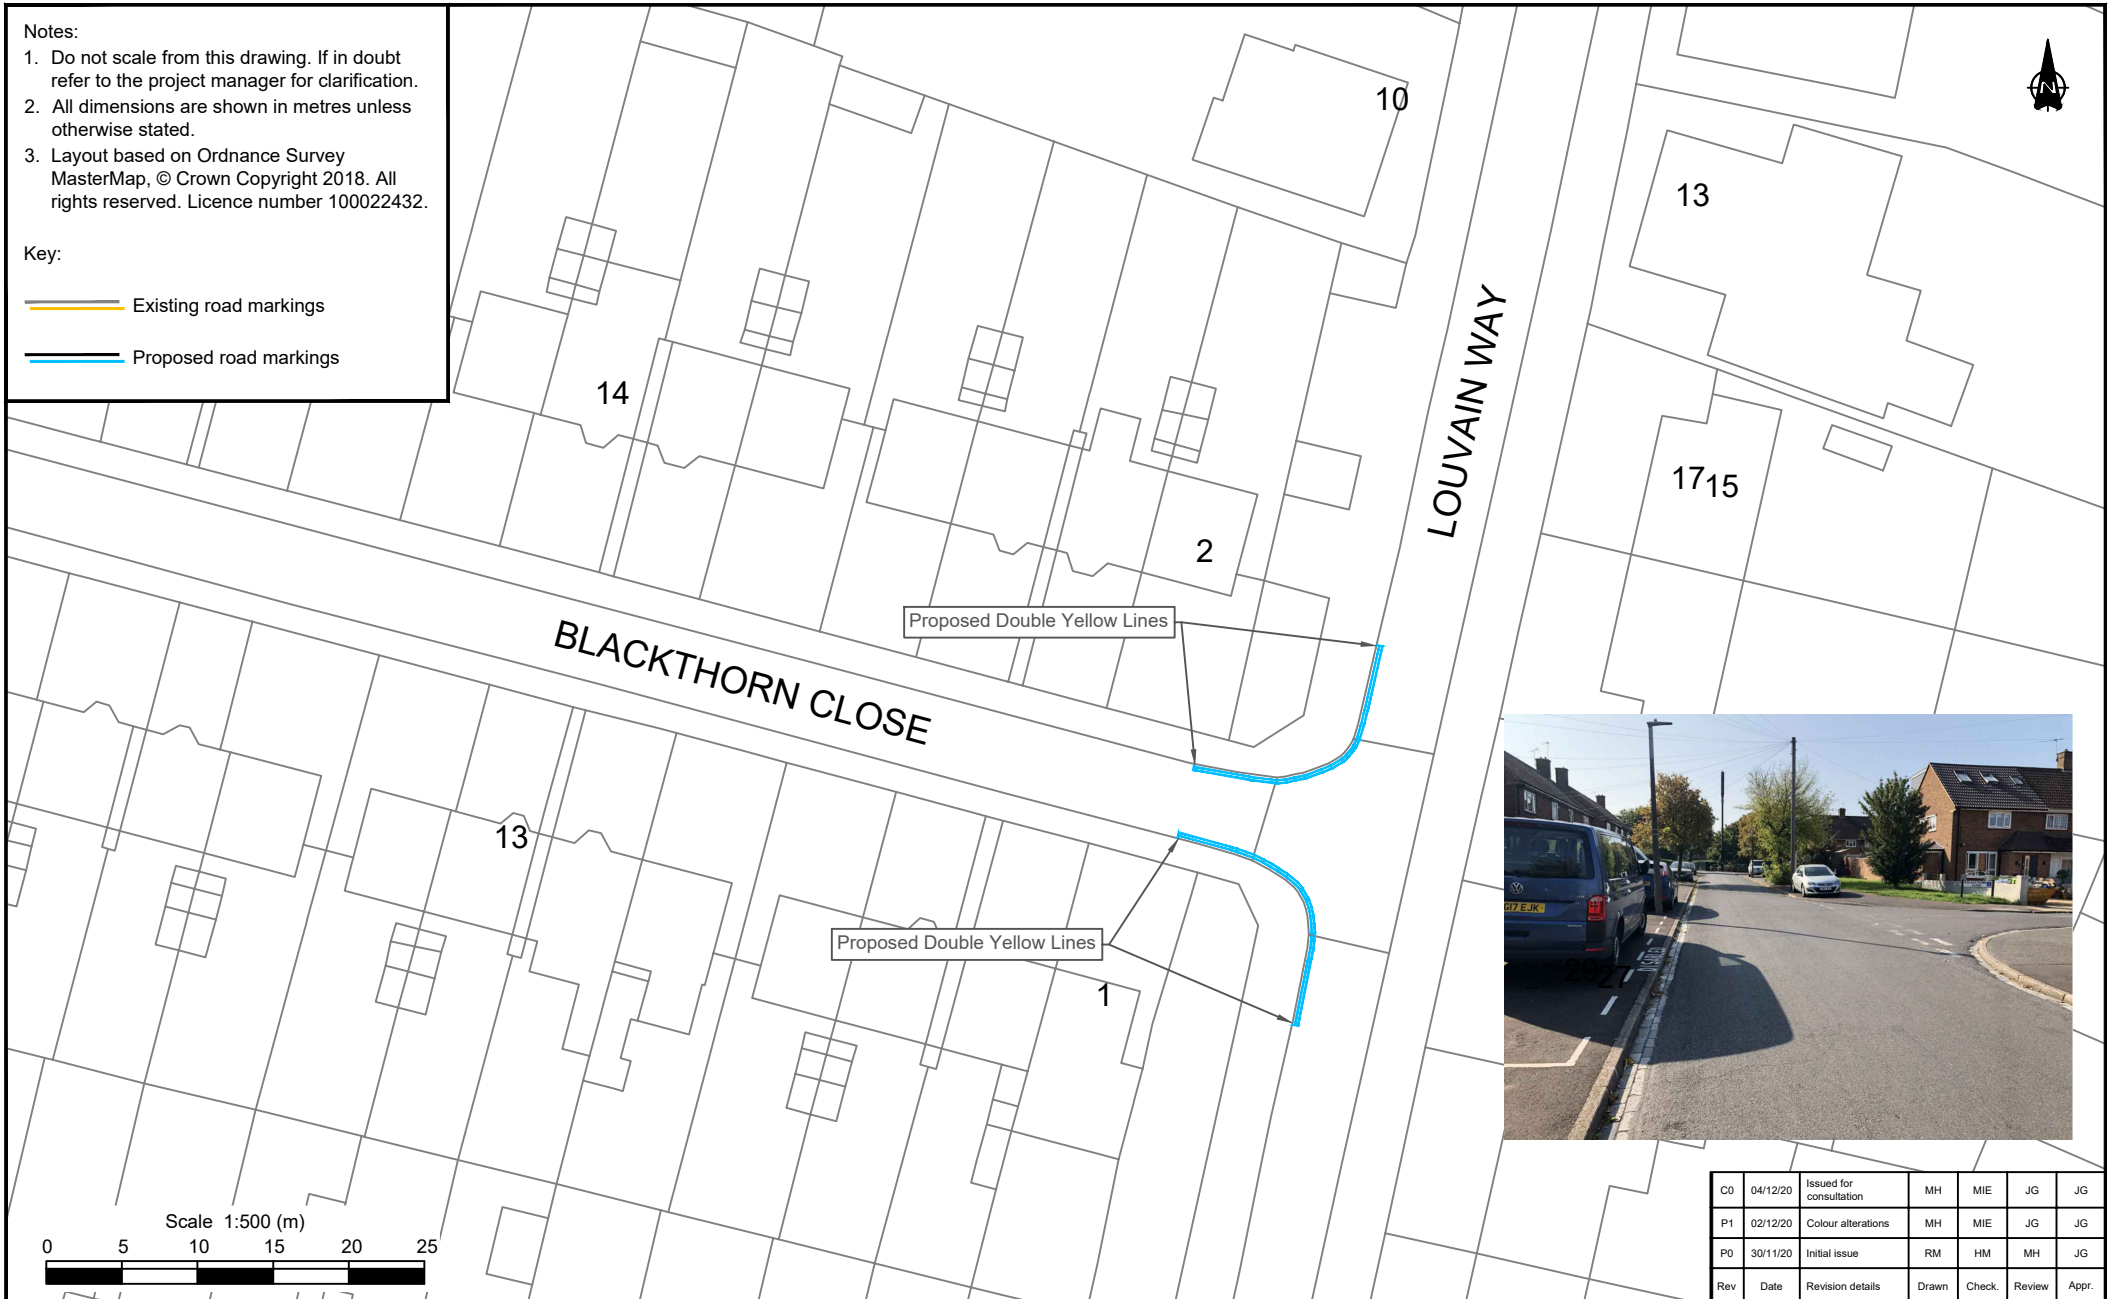 Notes:
1. Do not scale from this drawing. If in doubt
refer to the project manager for clarification.
2. All dimensions are shown in metres unless
otherwise stated.
3. Layout based on Ordnance Survey
MasterMap, © Crown Copyright 2018. All
rights reserved. Licence number 100022432.
Key:
Existing road markings
Proposed road markings
N
10
13
14
LOUVAIN WAY
1715
2
Proposed Double Yellow Lines
BLACKTHORN CLOSE
13
Proposed Double Yellow Lines
1
2927
Scale 1:500 (m)
0 5 10 15 20 25
C0 04/12/20 Issued for consultation MH MIE JG JG
P1 02/12/20 Colour alterations MH MIE JG JG
P0 30/11/20 Initial issue RM HM MH JG
Rev Date Revision details Drawn Check. Review Appr.